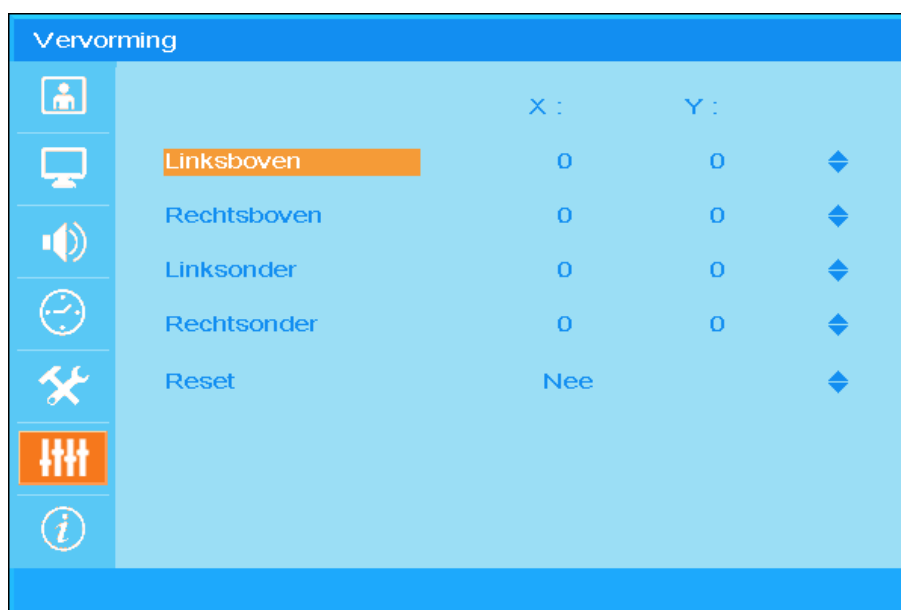 Vervorming
X : Y :
Linksboven 0 0
Rechtsboven 0 0
Linksonder 0 0
Rechtsonder 0 0
Reset Nee
i